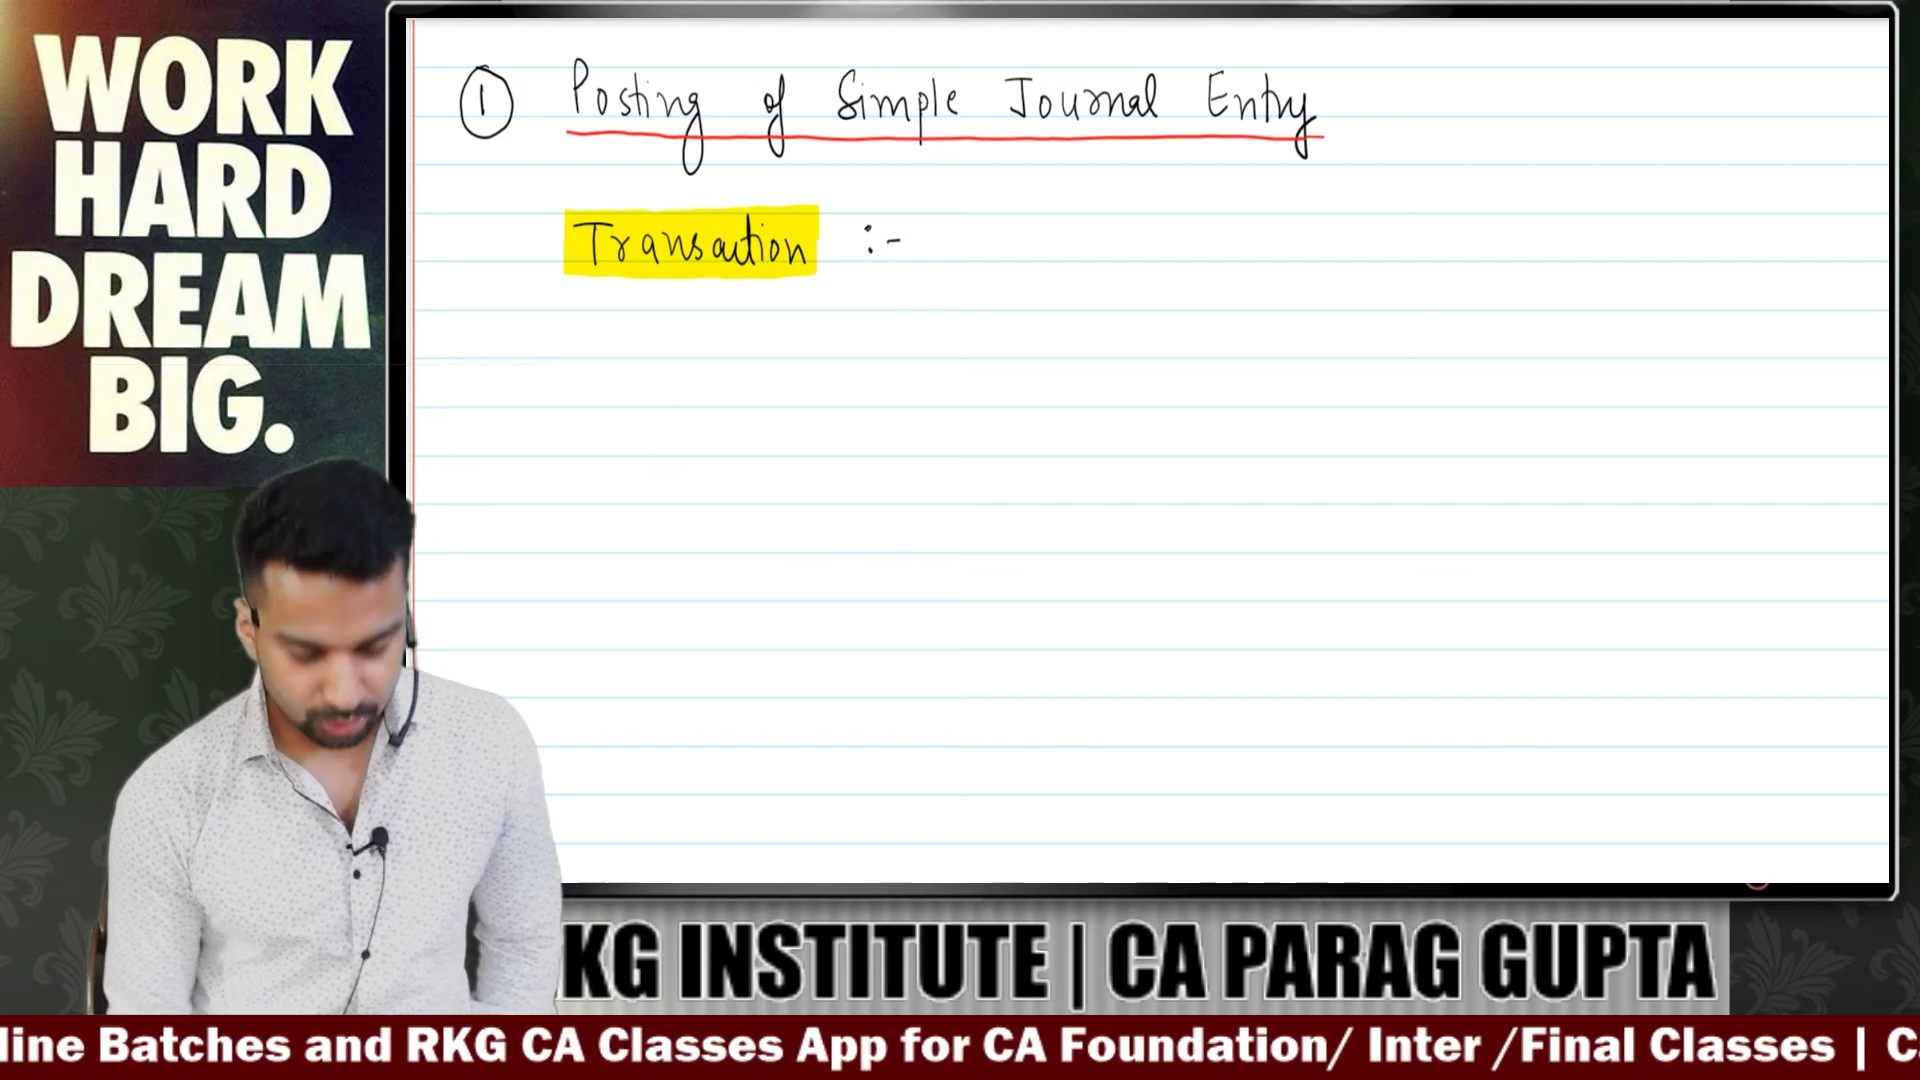 WORK
HARD
DREAM
BIG.
① Posting of Simple Journal Entry
Transaction :-
KG INSTITUTE | CA PARAG GUPTA
line Batches and RKG CA Classes App for CA Foundation/ Inter /Final Classes | C